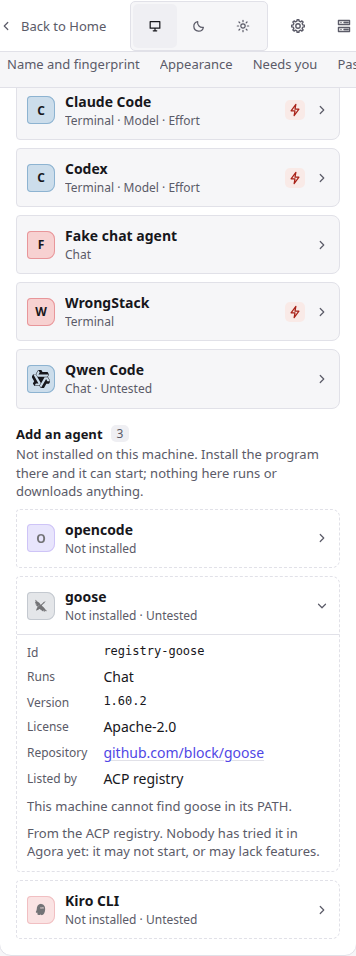 Back to Home
Name and fingerprint Appearance Needs you Pas
C Claude Code
Terminal · Model · Effort
C Codex
Terminal · Model · Effort
F Fake chat agent
Chat
W WrongStack
Terminal
Qwen Code
Chat · Untested
Add an agent 3
Not installed on this machine. Install the program
there and it can start; nothing here runs or
downloads anything.
O opencode
Not installed
goose
Not installed · Untested
Id registry-goose
Runs Chat
Version 1.60.2
License Apache-2.0
Repository github.com/block/goose
Listed by ACP registry
This machine cannot find goose in its PATH.
From the ACP registry. Nobody has tried it in
Agora yet: it may not start, or may lack features.
Kiro CLI
Not installed · Untested